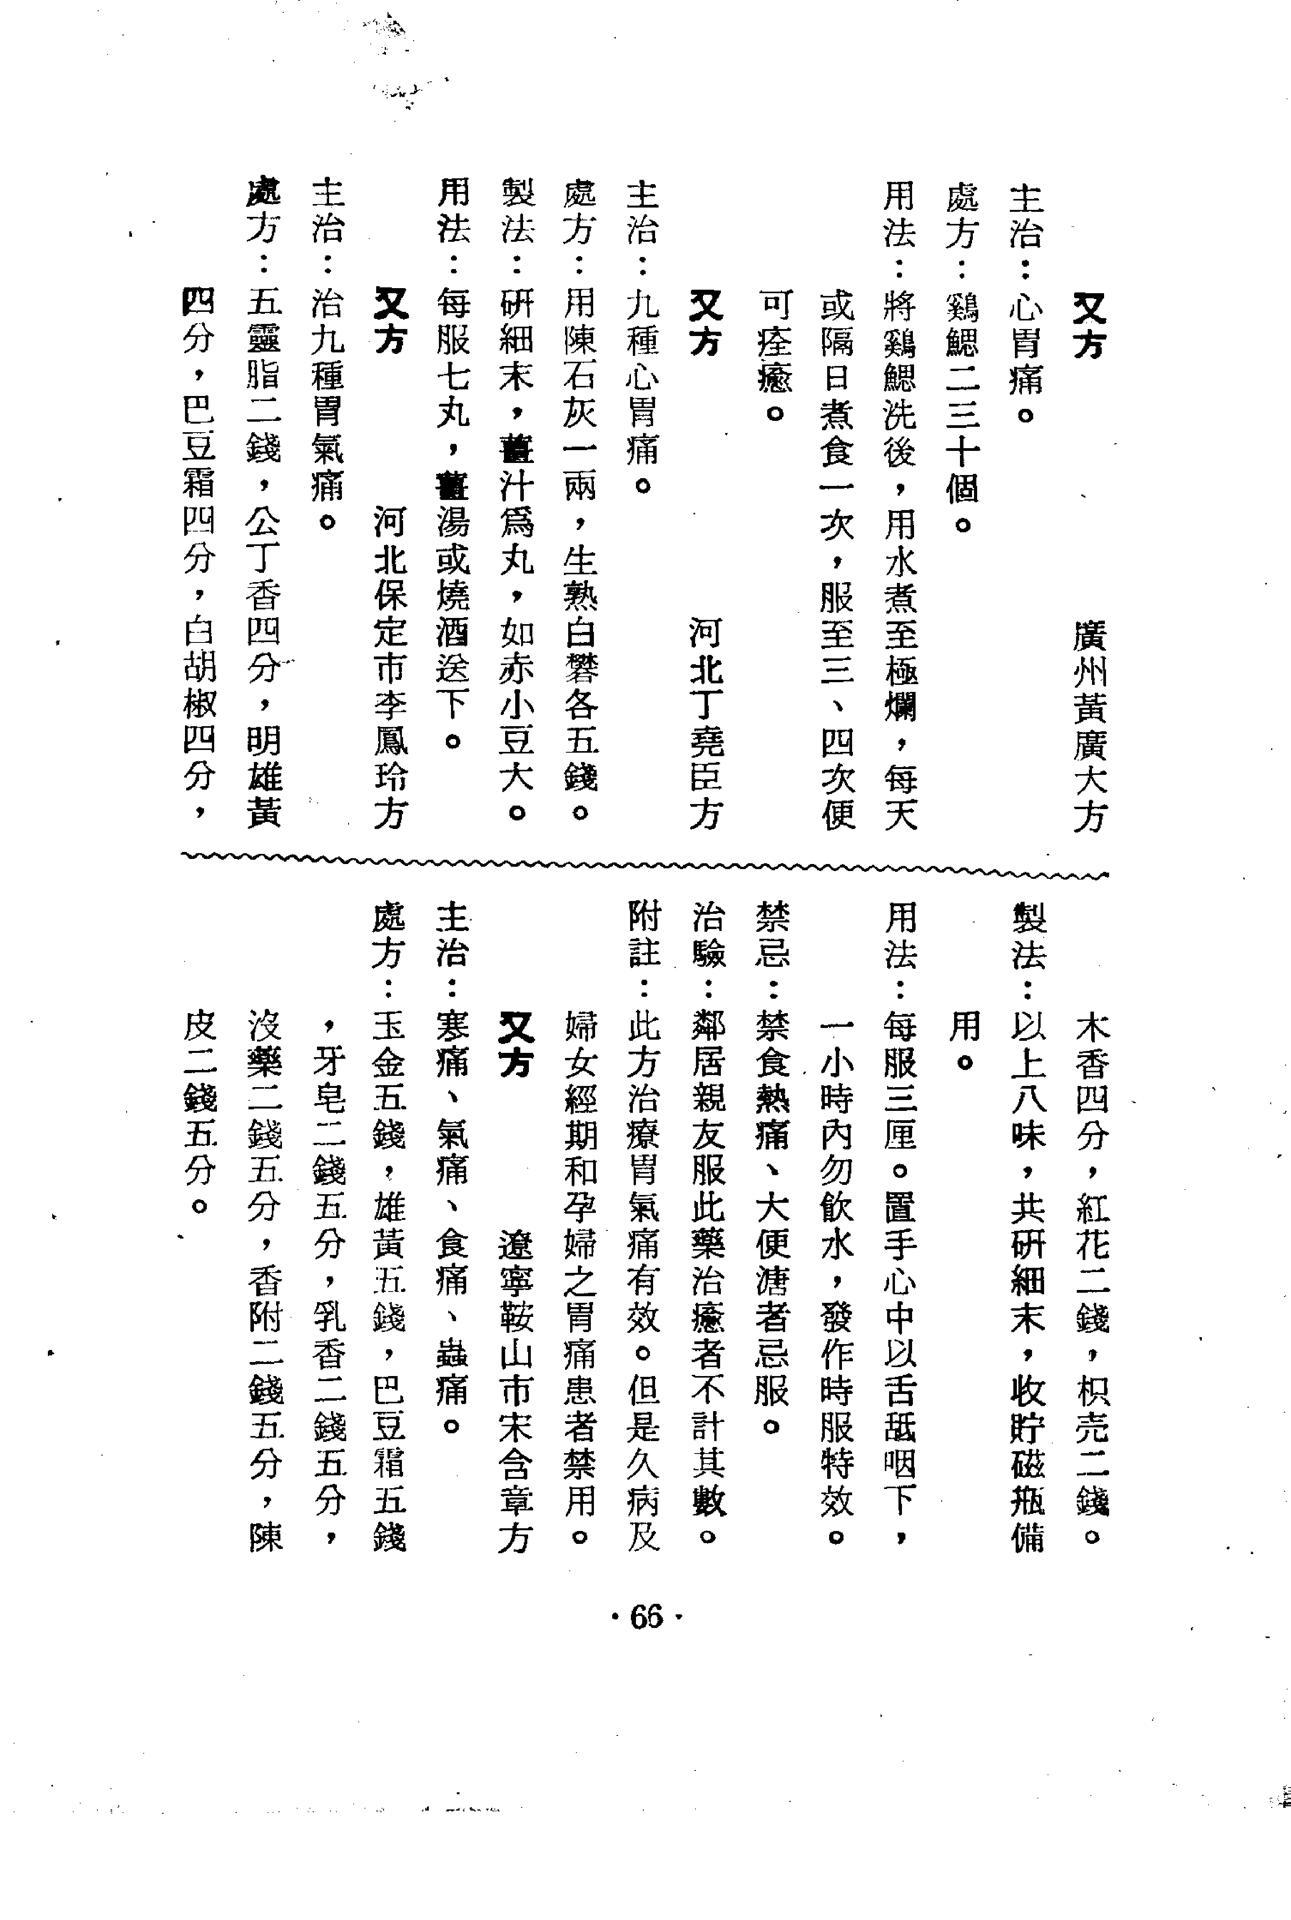 又方　廣州黃廣大方
主治：心胃痛。
處方：鷄鰓二三十個。
用法：將鷄鰓洗後，用水煮至極爛，每天
或隔日煮食一次，服至三、四次便
可痊癒。
又方　河北丁堯臣方
主治：九種心胃痛。
處方：用陳石灰一兩，生熟白礬各五錢。
製法：研細末，薑汁爲丸，如赤小豆大。
用法：每服七丸，薑湯或燒酒送下。
又方　河北保定市李鳳玲方
主治：治九種胃氣痛。
處方：五靈脂二錢，公丁香四分，明雄黃
四分，巴豆霜四分，白胡椒四分，
木香四分，紅花二錢，枳壳二錢。
製法：以上八味，共研細末，收貯磁瓶備
用。
用法：每服三厘。置手心中以舌舐咽下，
一小時內勿飲水，發作時服特效。
禁忌：禁食熱痛、大便溏者忌服。
治驗：鄰居親友服此藥治癒者不計其數。
附註：此方治療胃氣痛有效。但是久病及
婦女經期和孕婦之胃痛患者禁用。
又方　遼寧鞍山市宋含章方
主治：寒痛、氣痛、食痛、蟲痛。
處方：玉金五錢，雄黃五錢，巴豆霜五錢
，牙皂二錢五分，乳香二錢五分，
沒藥二錢五分，香附二錢五分，陳
皮二錢五分。
·66·